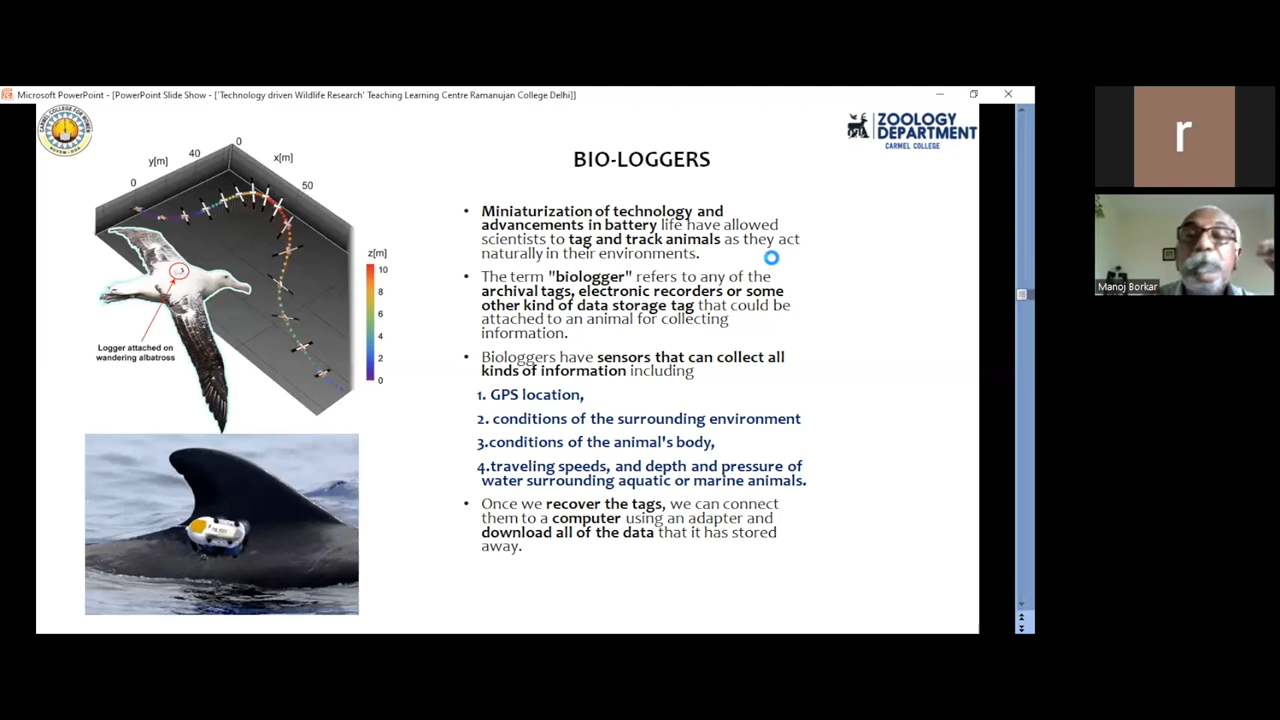 Microsoft PowerPoint - [PowerPoint Slide Show - ['Technology driven Wildlife Research' Teaching Learning Centre Ramanujan College Delhi]]
CARMEL COLLEGE FOR WOMEN
NUVEM-GOA
ZOOLOGY
DEPARTMENT
CARMEL COLLEGE
BIO-LOGGERS
0
y[m]
40
x[m]
0
50
z[m]
10
8
6
4
2
0
Logger attached on
wandering albatross
• Miniaturization of technology and
advancements in battery life have allowed
scientists to tag and track animals as they act
naturally in their environments.
• The term "biologger" refers to any of the
archival tags, electronic recorders or some
other kind of data storage tag that could be
attached to an animal for collecting
information.
• Biologgers have sensors that can collect all
kinds of information including
1. GPS location,
2. conditions of the surrounding environment
3.conditions of the animal's body,
4.traveling speeds, and depth and pressure of
water surrounding aquatic or marine animals.
• Once we recover the tags, we can connect
them to a computer using an adapter and
download all of the data that it has stored
away.
r
Manoj Borkar